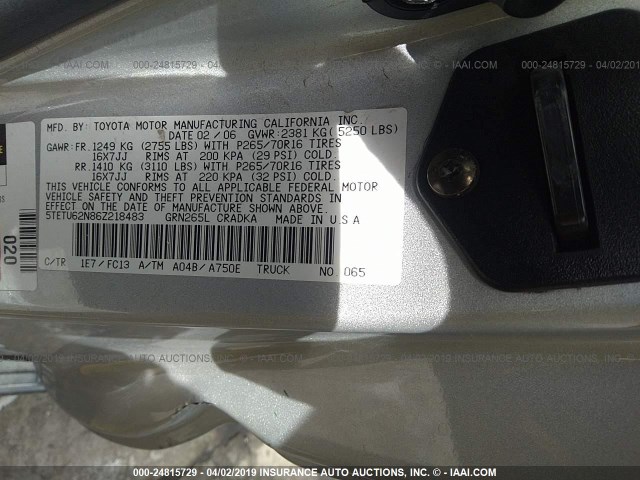 000-24815729 - 04/02/2019 INSURANCE AUTO AUCTIONS, INC. © - IAAI.COM
MFD. BY: TOYOTA MOTOR MANUFACTURING CALIFORNIA INC.
DATE 02 / 06 GVWR: 2381 KG ( 5250 LBS)
GAWR: FR. 1249 KG (2755 LBS) WITH P265/70R16 TIRES
16X7JJ RIMS AT 200 KPA (29 PSI) COLD.
RR. 1410 KG (3110 LBS) WITH P265/70R16 TIRES
16X7JJ RIMS AT 220 KPA (32 PSI) COLD.
THIS VEHICLE CONFORMS TO ALL APPLICABLE FEDERAL MOTOR
VEHICLE SAFETY AND THEFT PREVENTION STANDARDS IN
EFFECT ON THE DATE OF MANUFACTURE SHOWN ABOVE.
5TETU62N86Z218483 GRN265L CRADKA MADE IN U.S.A
C/TR 1E7 / FC13 A/TM A04B / A750E TRUCK NO. 065
020
000-24815729 - 04/02/2019 INSURANCE AUTO AUCTIONS, INC. © - IAAI.COM